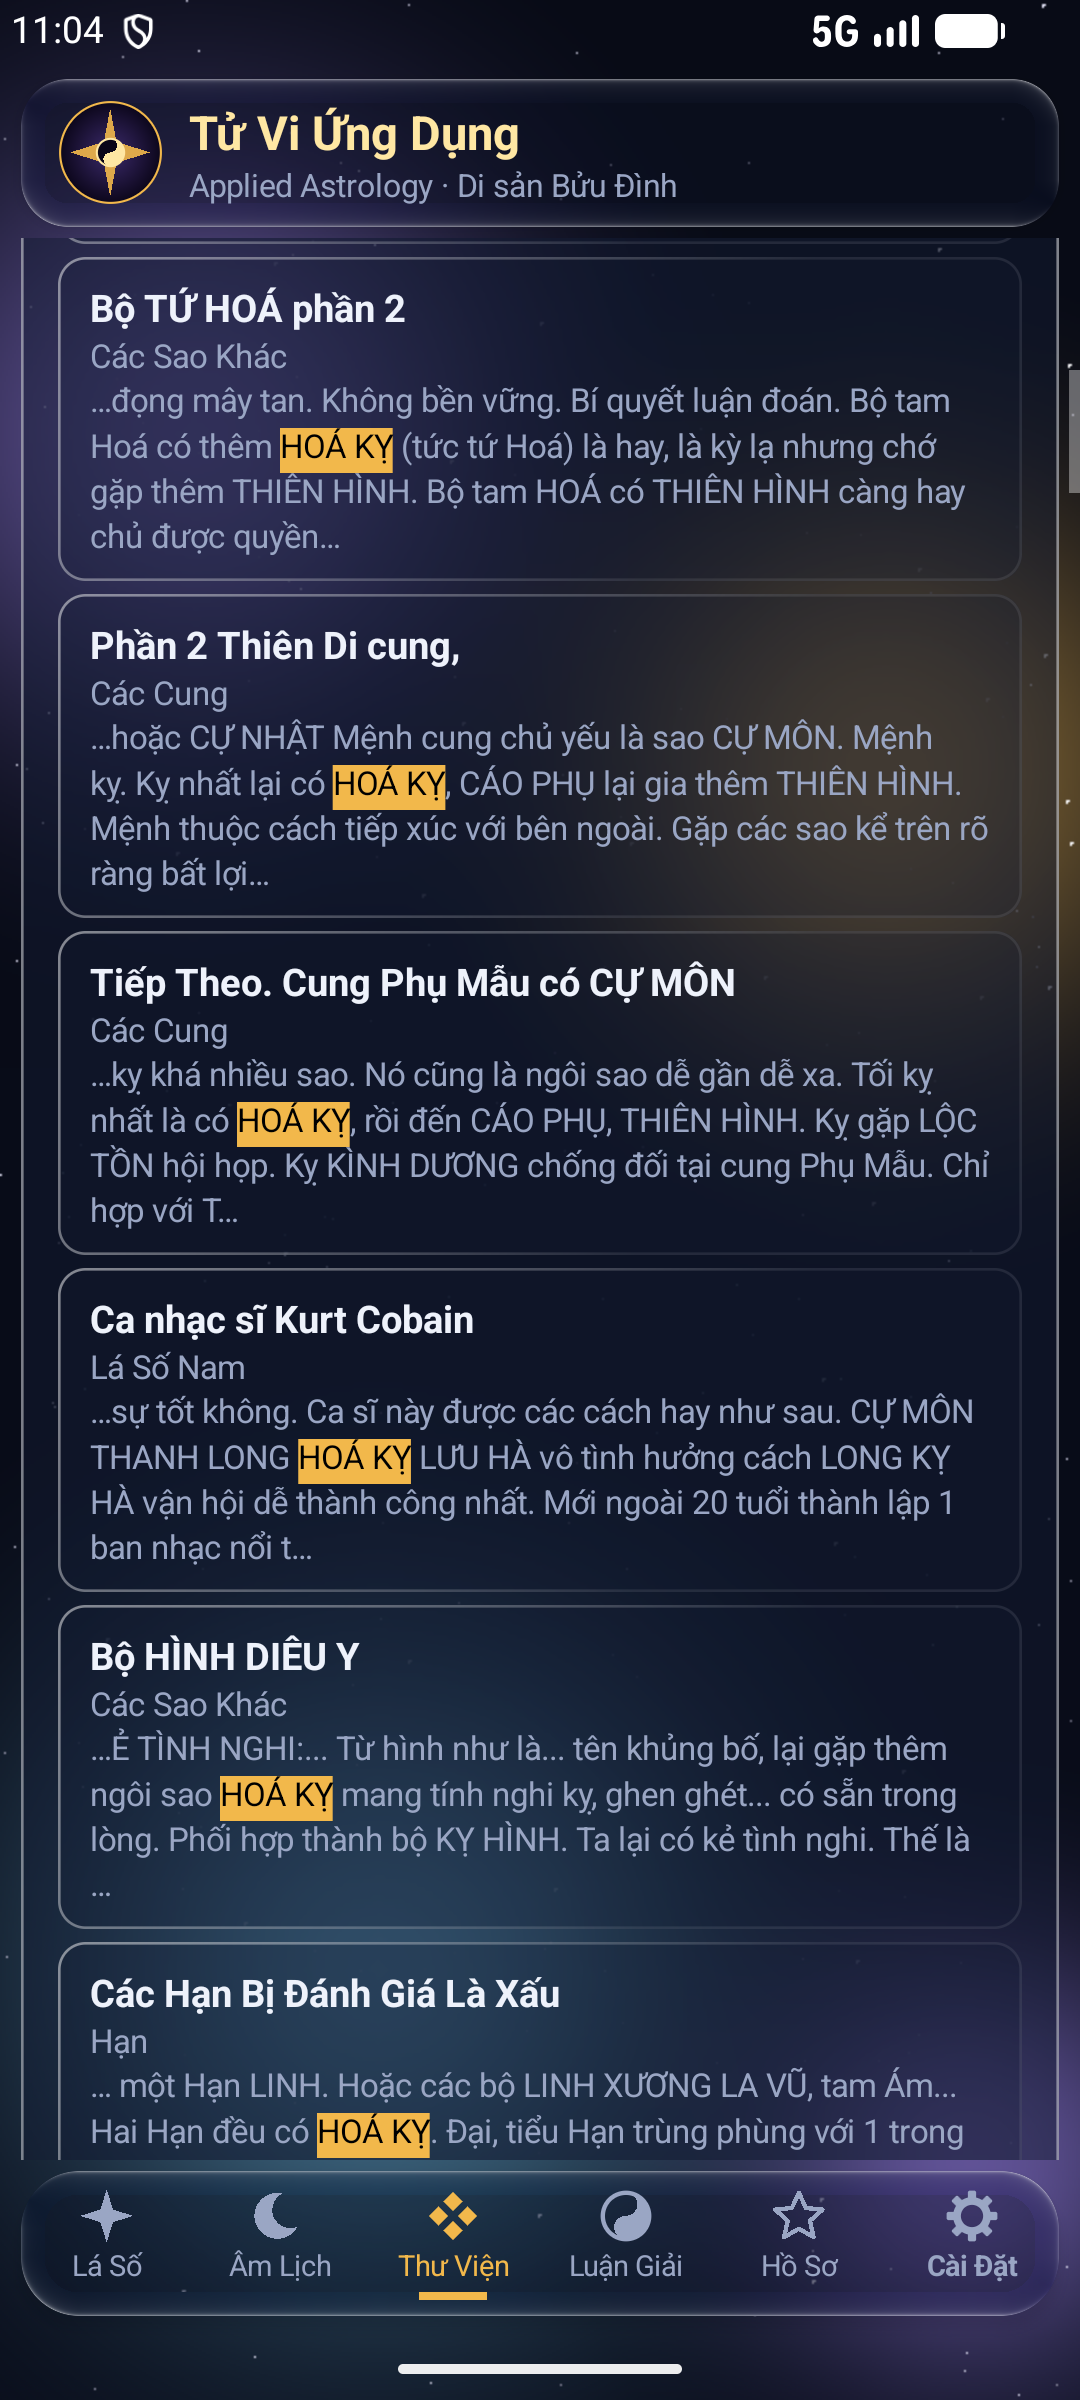 11:04
5G
Tử Vi Ứng Dụng
Applied Astrology · Di sản Bửu Đình
Bộ TỨ HOÁ phần 2
Các Sao Khác
...đọng mây tan. Không bền vững. Bí quyết luận đoán. Bộ tam
Hoá có thêm HOÁ KỴ (tức tứ Hoá) là hay, là kỳ lạ nhưng chớ
gặp thêm THIÊN HÌNH. Bộ tam HOÁ có THIÊN HÌNH càng hay
chủ được quyền...
Phần 2 Thiên Di cung,
Các Cung
...hoặc CỰ NHẬT Mệnh cung chủ yếu là sao CỰ MÔN. Mệnh
kỵ. Kỵ nhất lại có HOÁ KỴ, CÁO PHỤ lại gia thêm THIÊN HÌNH.
Mệnh thuộc cách tiếp xúc với bên ngoài. Gặp các sao kể trên rõ
ràng bất lợi...
Tiếp Theo. Cung Phụ Mẫu có CỰ MÔN
Các Cung
...kỵ khá nhiều sao. Nó cũng là ngôi sao dễ gần dễ xa. Tối kỵ
nhất là có HOÁ KỴ, rồi đến CÁO PHỤ, THIÊN HÌNH. Kỵ gặp LỘC
TỒN hội họp. Kỵ KÌNH DƯƠNG chống đối tại cung Phụ Mẫu. Chỉ
hợp với T...
Ca nhạc sĩ Kurt Cobain
Lá Số Nam
...sự tốt không. Ca sĩ này được các cách hay như sau. CỰ MÔN
THANH LONG HOÁ KỴ LƯU HÀ vô tình hưởng cách LONG KỴ
HÀ vận hội dễ thành công nhất. Mới ngoài 20 tuổi thành lập 1
ban nhạc nổi t...
Bộ HÌNH DIÊU Y
Các Sao Khác
...Ẻ TÌNH NGHI:... Từ hình như là... tên khủng bố, lại gặp thêm
ngôi sao HOÁ KỴ mang tính nghi kỵ, ghen ghét... có sẵn trong
lòng. Phối hợp thành bộ KỴ HÌNH. Ta lại có kẻ tình nghi. Thế là
...
Các Hạn Bị Đánh Giá Là Xấu
Hạn
... một Hạn LINH. Hoặc các bộ LINH XƯƠNG LA VŨ, tam Ám...
Hai Hạn đều có HOÁ KỴ. Đại, tiểu Hạn trùng phùng với 1 trong
Lá Số
Âm Lịch
Thư Viện
Luận Giải
Hồ Sơ
Cài Đặt